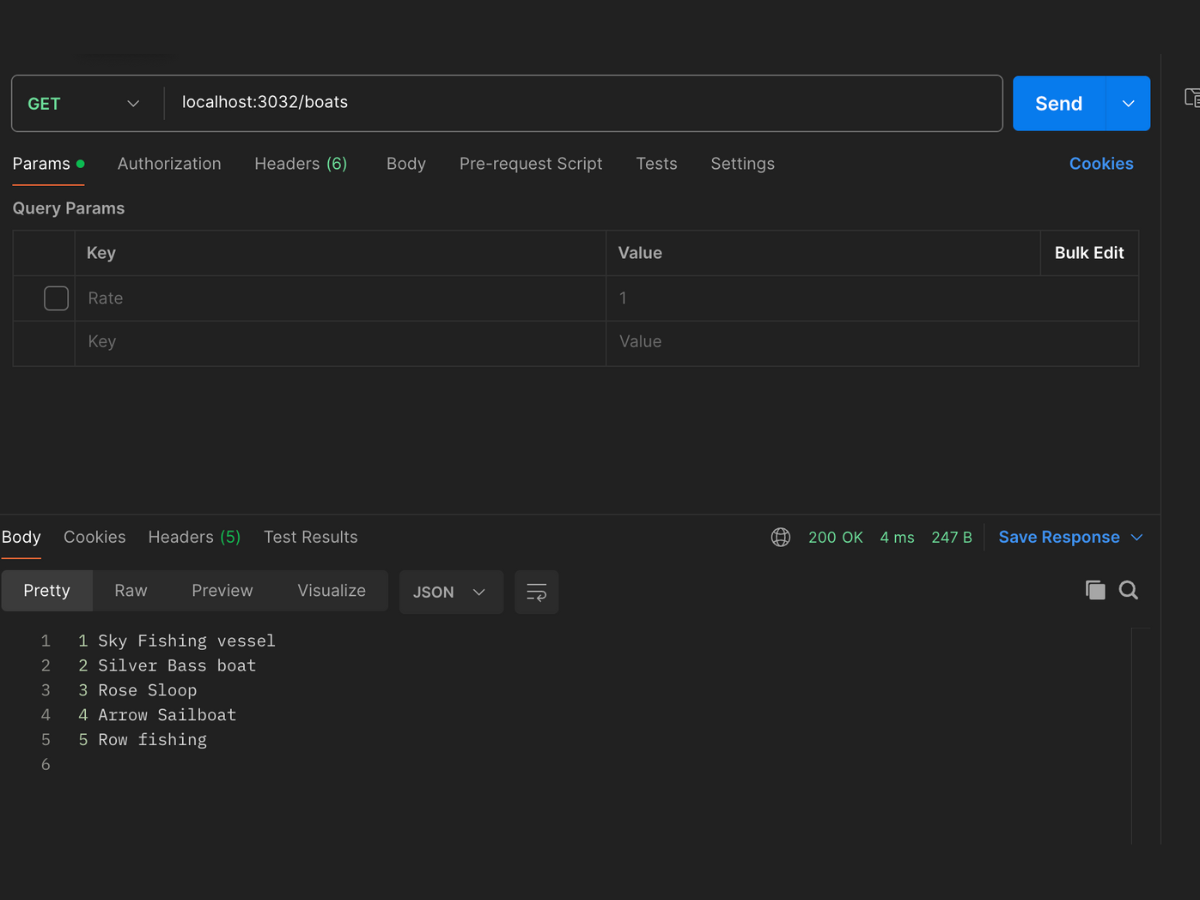 GET localhost:3032/boats Send
Params Authorization Headers (6) Body Pre-request Script Tests Settings Cookies
Query Params
Key Value Bulk Edit
Rate 1
Key Value
Body Cookies Headers (5) Test Results 200 OK 4 ms 247 B Save Response
Pretty Raw Preview Visualize JSON
1 1 Sky Fishing vessel
2 2 Silver Bass boat
3 3 Rose Sloop
4 4 Arrow Sailboat
5 5 Row fishing
6